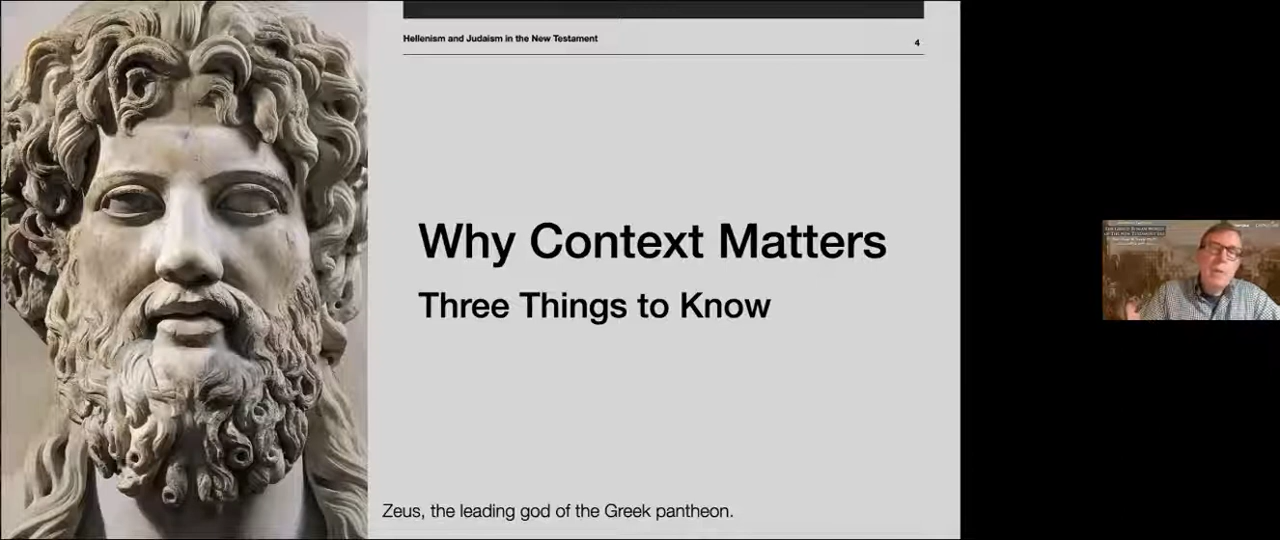 Hellenism and Judaism in the New Testament
4
Why Context Matters
Three Things to Know
Zeus, the leading god of the Greek pantheon.